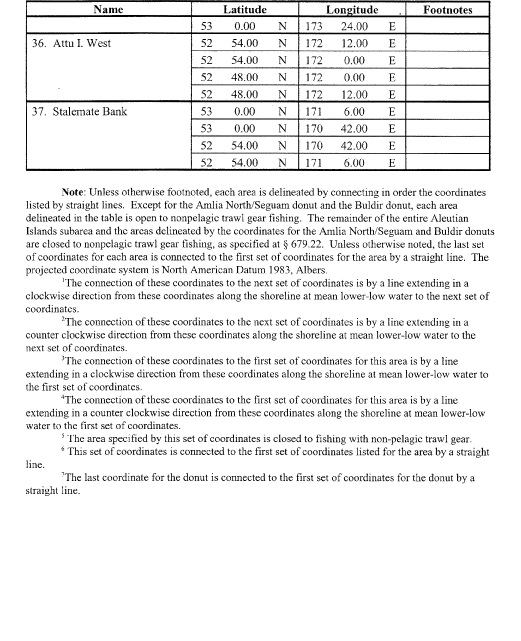 Name Latitude Longitude Footnotes
53 0.00 N 173 24.00 E
36. Attu I. West 52 54.00 N 172 12.00 E
52 54.00 N 172 0.00 E
52 48.00 N 172 0.00 E
52 48.00 N 172 12.00 E
37. Stalemate Bank 53 0.00 N 171 6.00 E
53 0.00 N 170 42.00 E
52 54.00 N 170 42.00 E
52 54.00 N 171 6.00 E
Note: Unless otherwise footnoted, each area is delineated by connecting in order the coordinates
listed by straight lines. Except for the Amlia North/Seguam donut and the Buldir donut, each area
delineated in the table is open to nonpelagic trawl gear fishing. The remainder of the entire Aleutian
Islands subarea and the areas delineated by the coordinates for the Amlia North/Seguam and Buldir donuts
are closed to nonpelagic trawl gear fishing, as specified at § 679.22. Unless otherwise noted, the last set
of coordinates for each area is connected to the first set of coordinates for the area by a straight line. The
projected coordinate system is North American Datum 1983, Albers.
¹The connection of these coordinates to the next set of coordinates is by a line extending in a
clockwise direction from these coordinates along the shoreline at mean lower-low water to the next set of
coordinates.
²The connection of these coordinates to the next set of coordinates is by a line extending in a
counter clockwise direction from these coordinates along the shoreline at mean lower-low water to the
next set of coordinates.
³The connection of these coordinates to the first set of coordinates for this area is by a line
extending in a clockwise direction from these coordinates along the shoreline at mean lower-low water to
the first set of coordinates.
⁴The connection of these coordinates to the first set of coordinates for this area is by a line
extending in a counter clockwise direction from these coordinates along the shoreline at mean lower-low
water to the first set of coordinates.
⁵ The area specified by this set of coordinates is closed to fishing with non-pelagic trawl gear.
⁶ This set of coordinates is connected to the first set of coordinates listed for the area by a straight
line.
⁷The last coordinate for the donut is connected to the first set of coordinates for the donut by a
straight line.